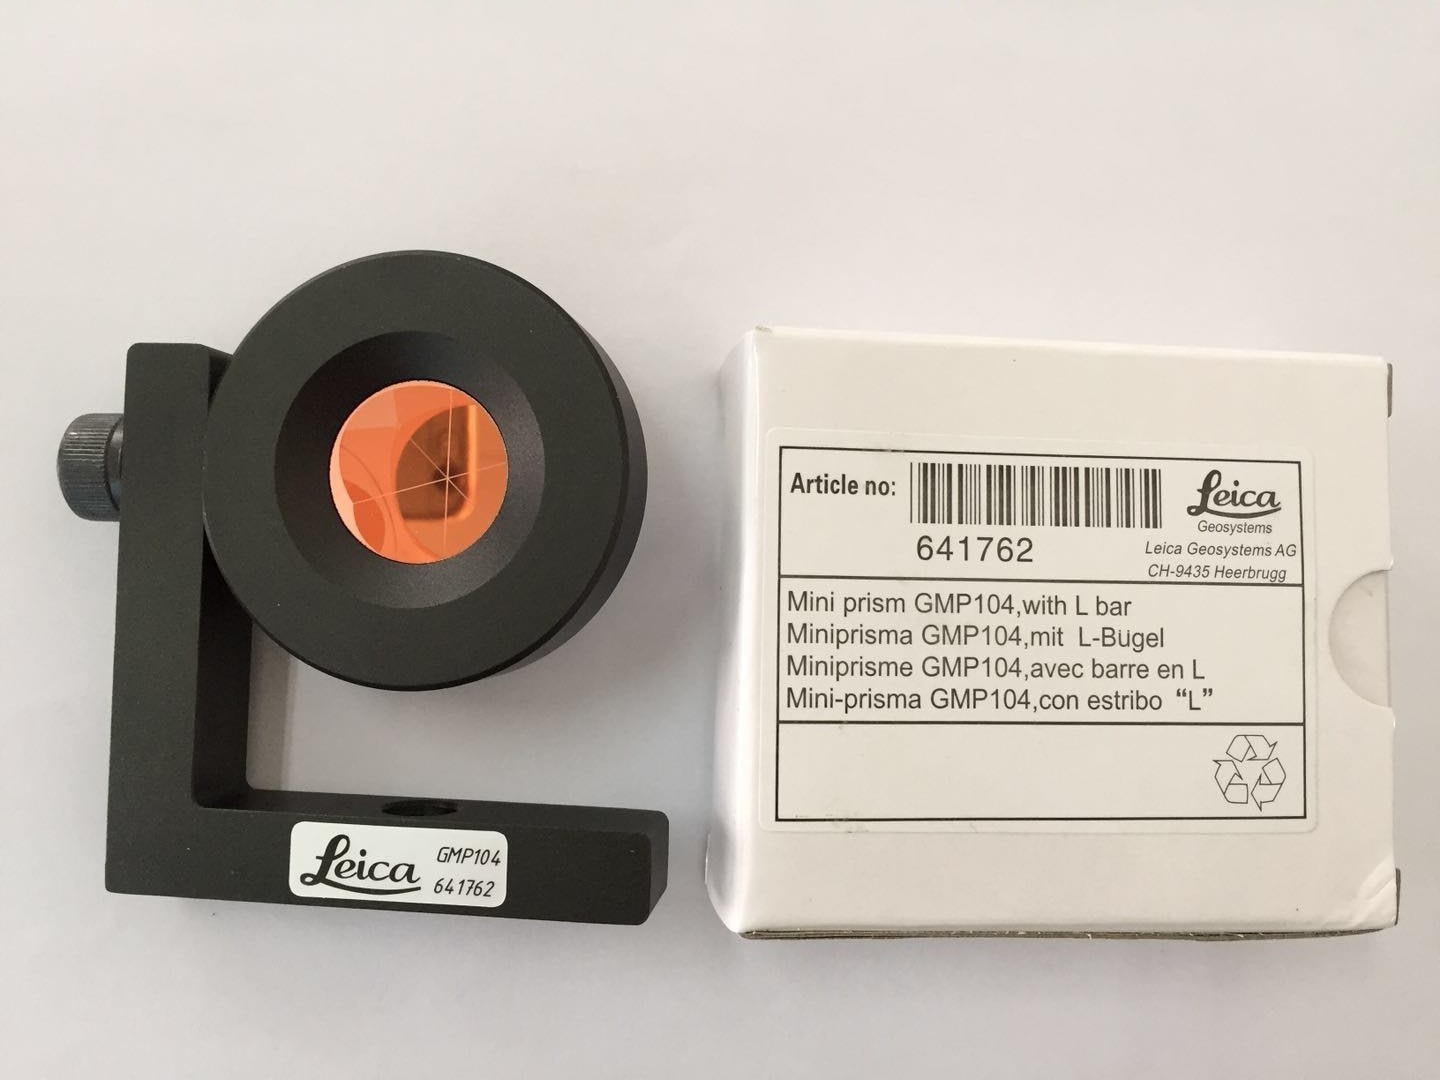 Leica GMP104
641762
Article no:
641762
Leica
Geosystems
Leica Geosystems AG
CH-9435 Heerbrugg
Mini prism GMP104,with L bar
Miniprisma GMP104,mit L-Bügel
Miniprisme GMP104,avec barre en L
Mini-prisma GMP104,con estribo “L”